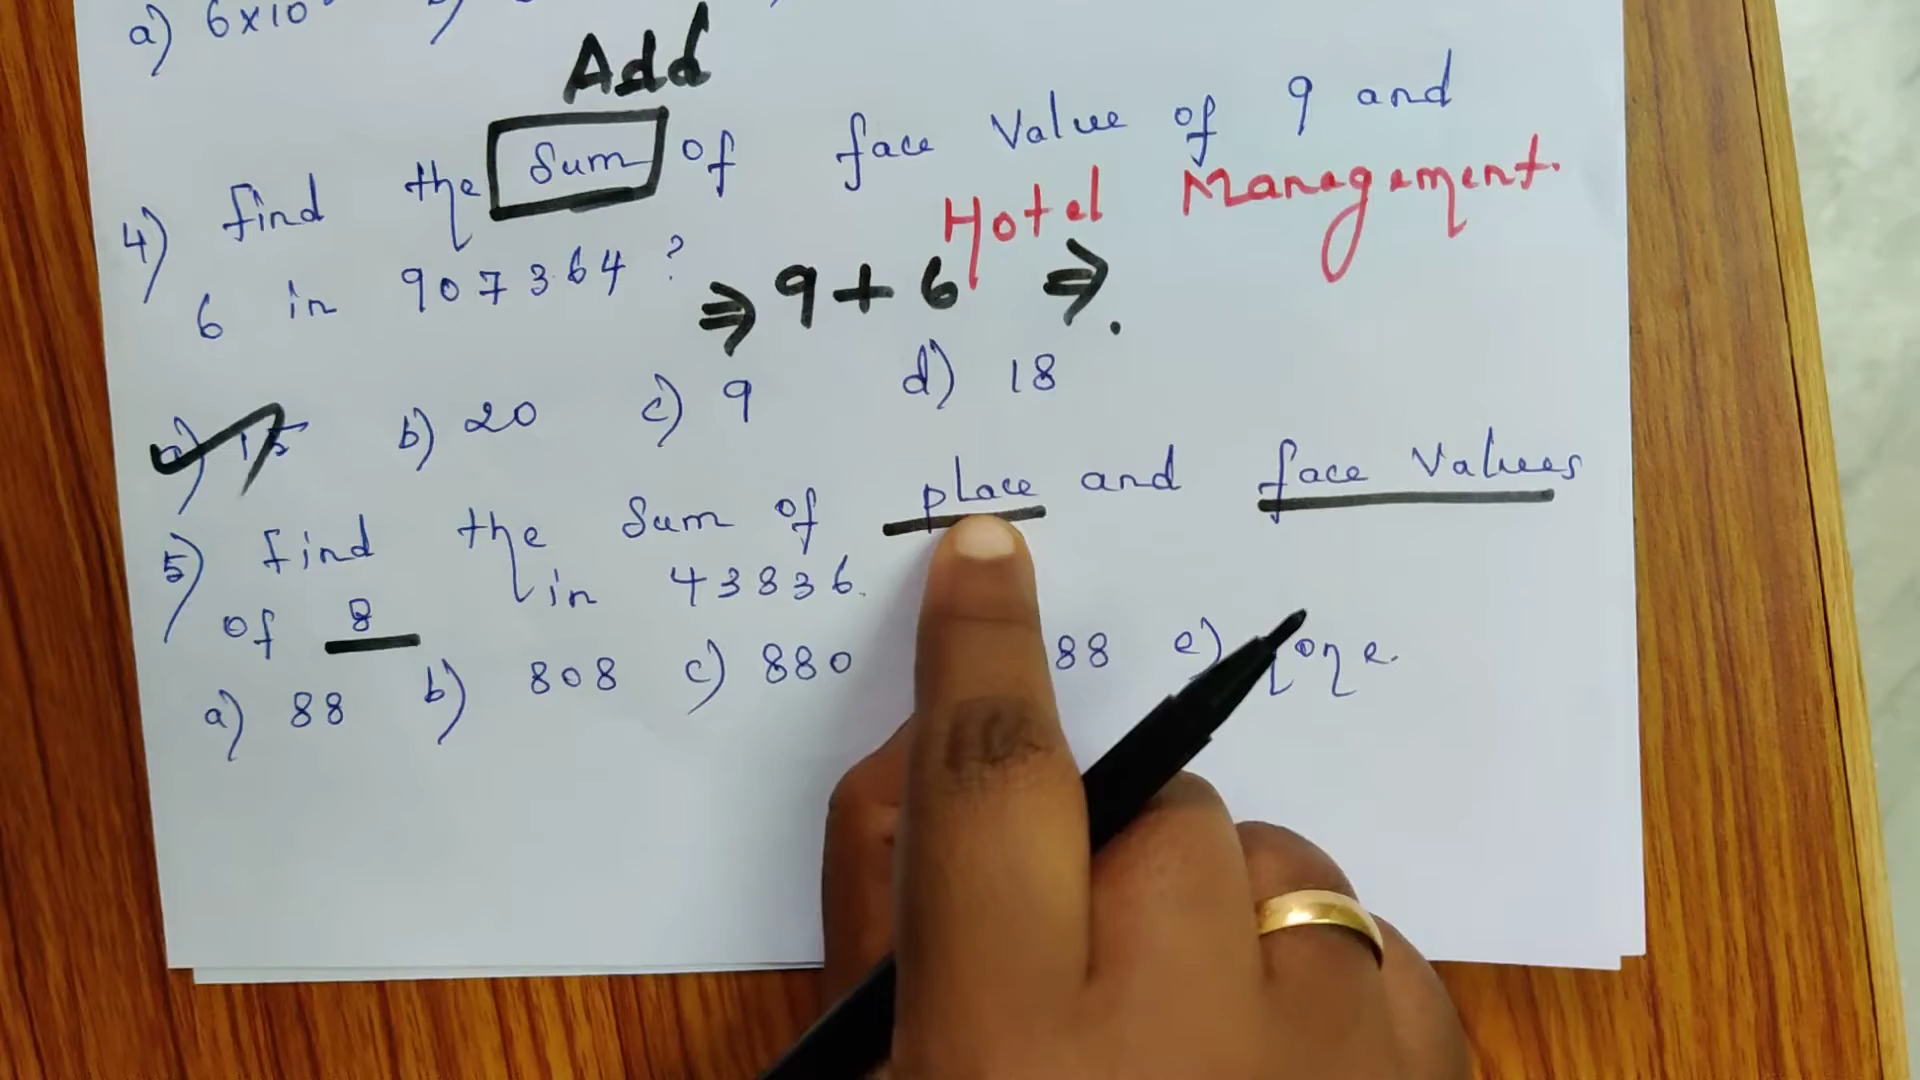 a) 6x10
Add
4) find the Sum of face Value of 9 and
Hotel Management.
6 in 907364 ? ⇒ 9+6 ⇒.
a) 15 b) 20 c) 9 d) 18
5) find the Sum of place and face Values
of 8 in 43836.
a) 88 b) 808 c) 880 88 e) none.